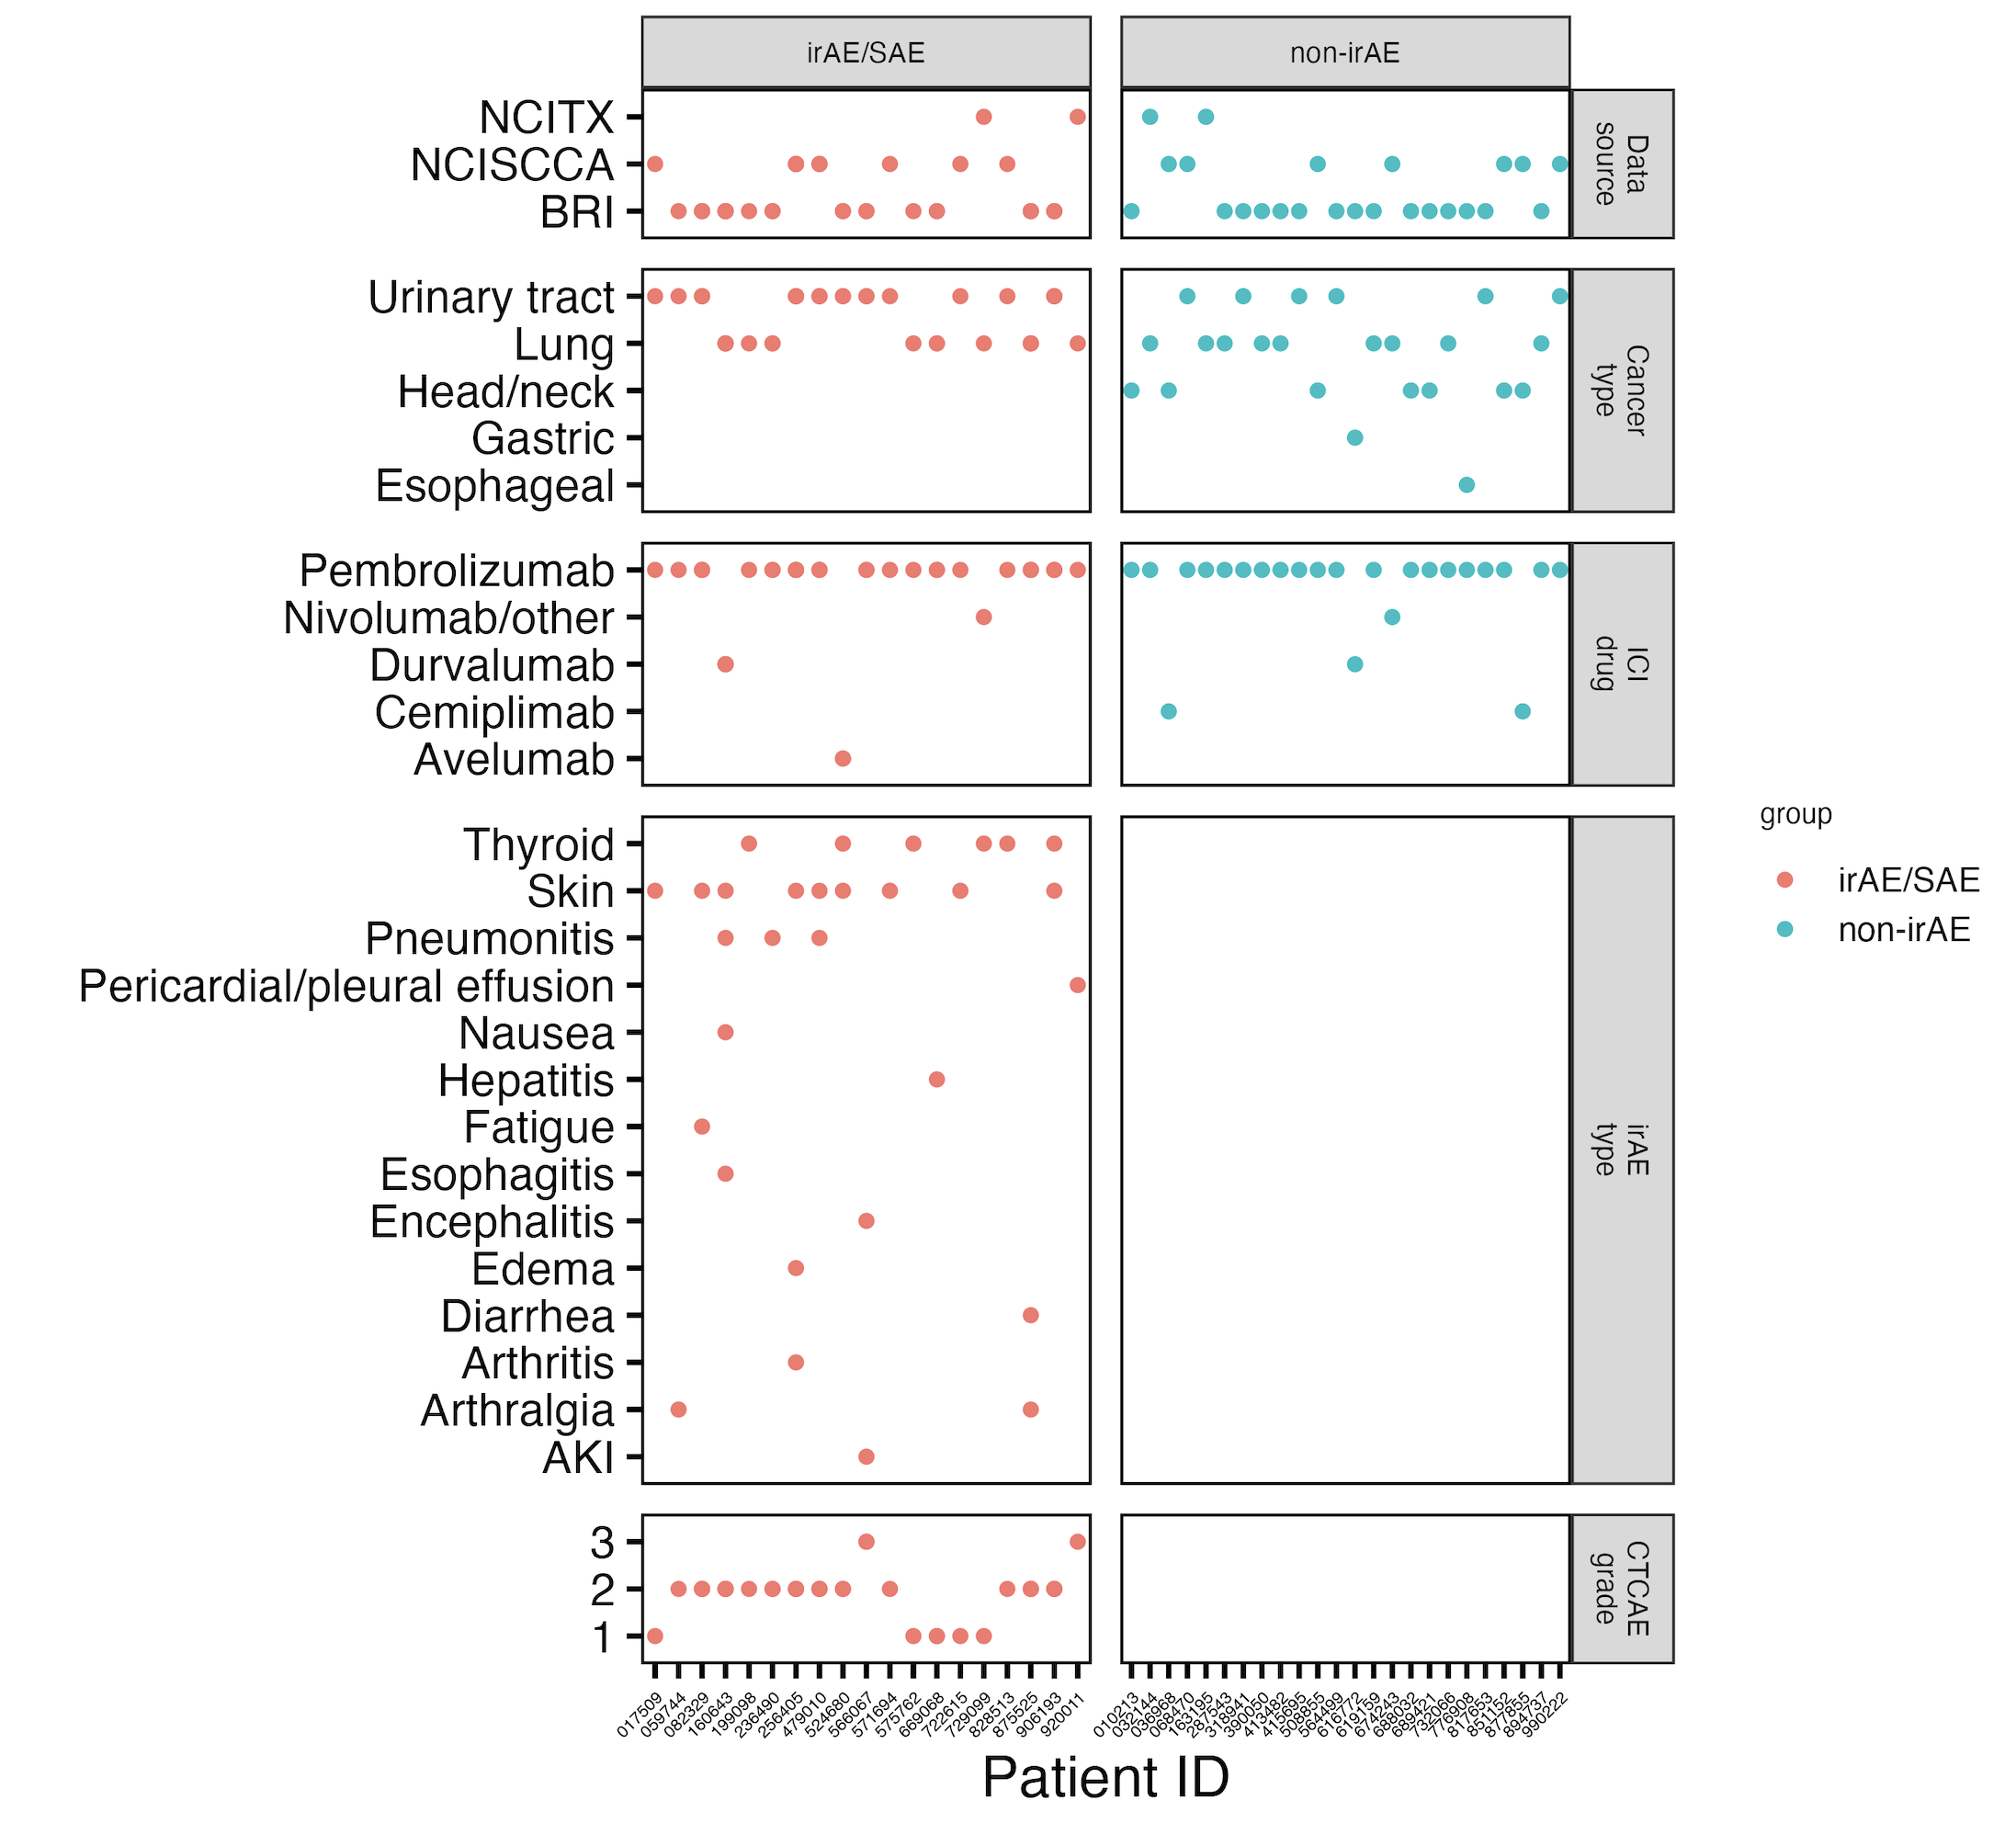 irAE/SAE
non-irAE
NCITX
NCISCCA
BRI
Data
source
Urinary tract
Lung
Head/neck
Gastric
Esophageal
Cancer
type
Pembrolizumab
Nivolumab/other
Durvalumab
Cemiplimab
Avelumab
ICI
drug
Thyroid
Skin
Pneumonitis
Pericardial/pleural effusion
Nausea
Hepatitis
Fatigue
Esophagitis
Encephalitis
Edema
Diarrhea
Arthritis
Arthralgia
AKI
irAE
type
3
2
1
CTCAE
grade
017509
059744
082329
160643
199098
236490
256405
479010
524680
566067
571694
575762
669068
722615
729099
828513
875525
906193
920011
010213
032144
036968
068470
163195
287543
318941
390050
413482
415695
508855
564499
616772
619759
674243
688032
689421
732066
776908
817653
851152
877855
894737
990222
Patient ID
group
irAE/SAE
non-irAE